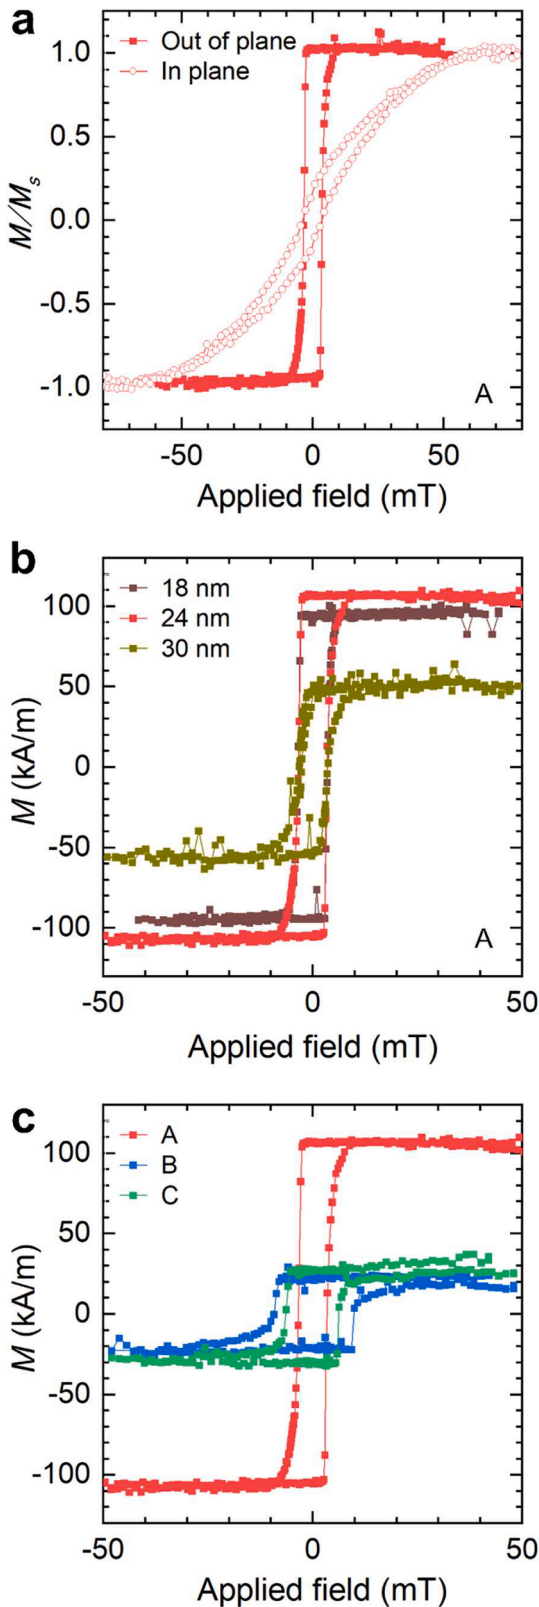 a
Out of plane
In plane
1.0
0.5
0.0
-0.5
-1.0
M/Ms
A
-50
0
50
Applied field (mT)
b
18 nm
24 nm
30 nm
100
50
0
-50
-100
M (kA/m)
A
-50
0
50
Applied field (mT)
c
A
B
C
100
50
0
-50
-100
M (kA/m)
-50
0
50
Applied field (mT)